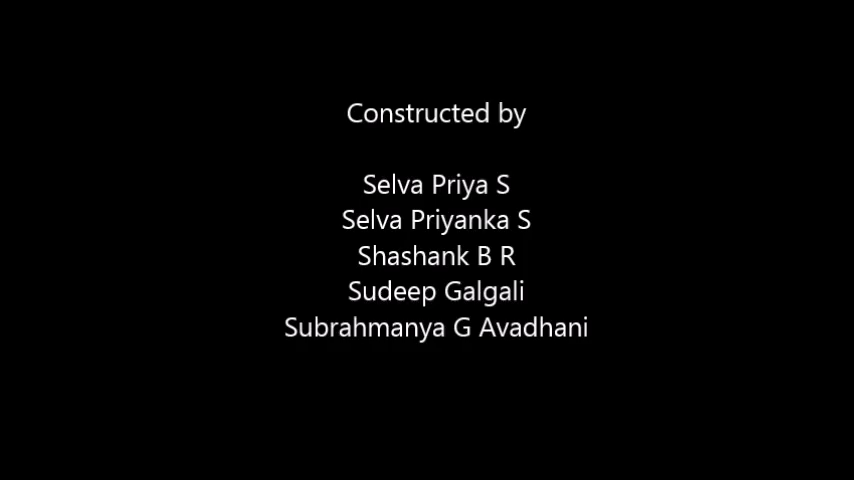 Constructed by
Selva Priya S
Selva Priyanka S
Shashank B R
Sudeep Galgali
Subrahmanya G Avadhani